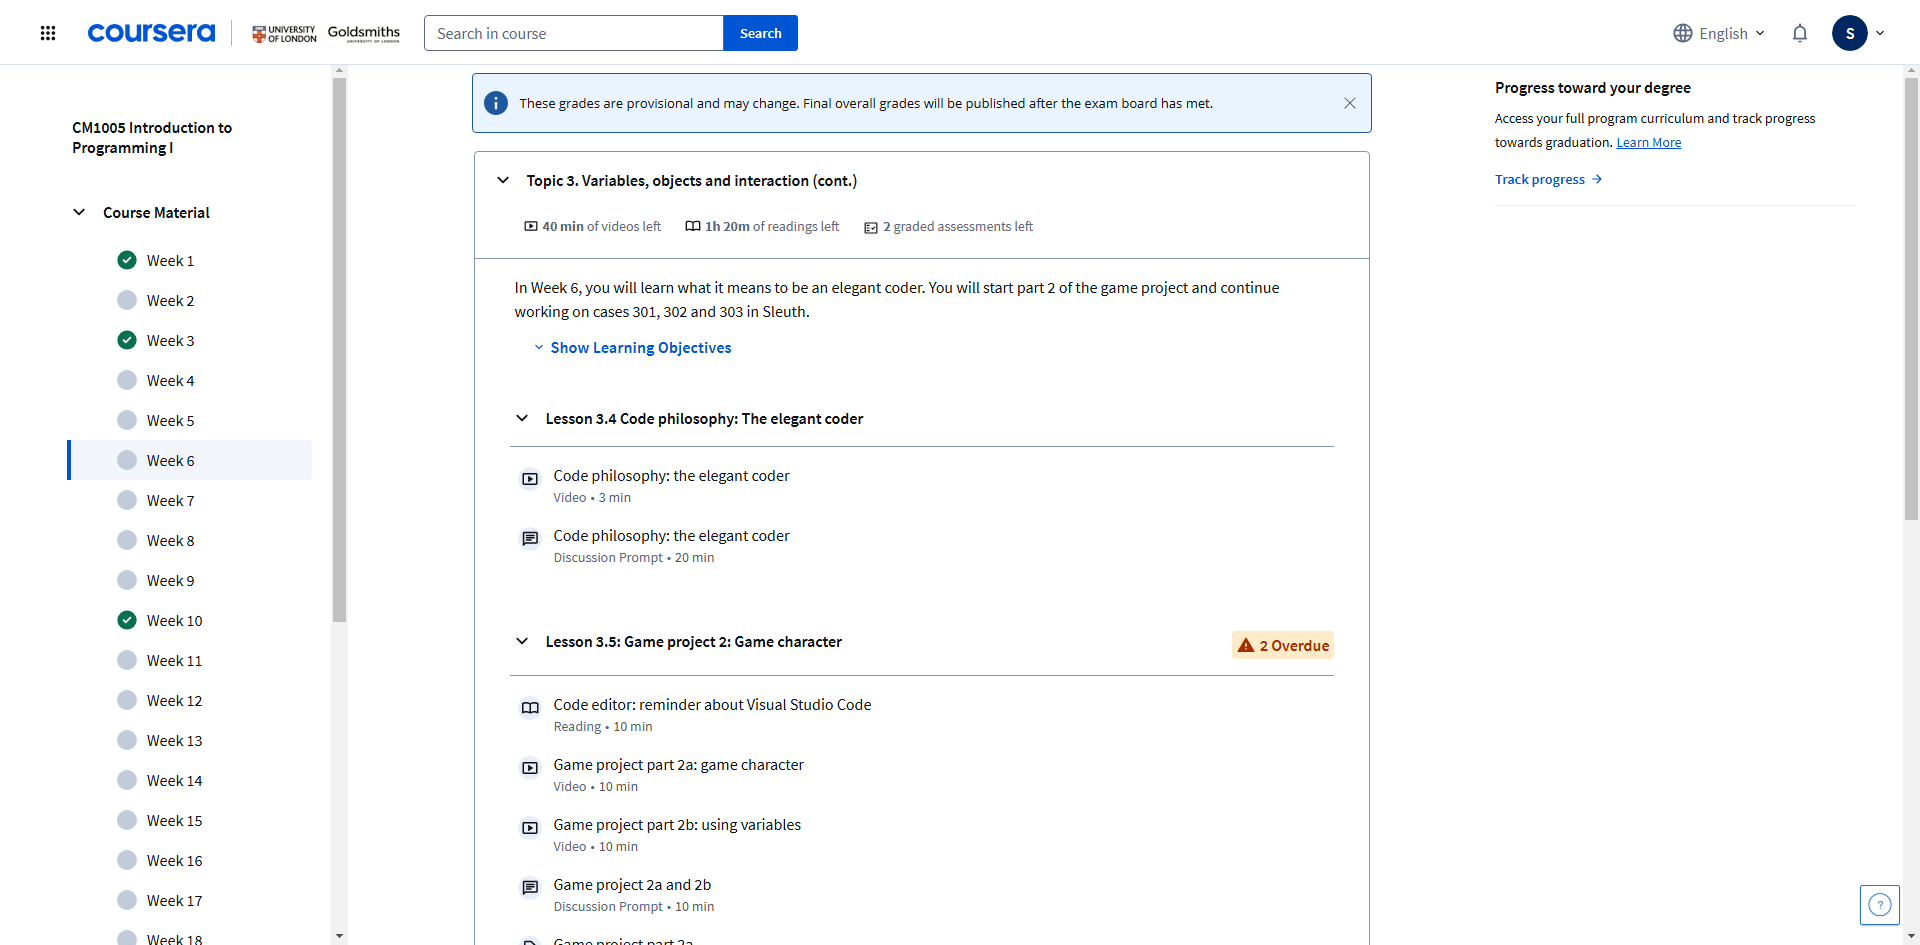 coursera
UNIVERSITY OF LONDON
Goldsmiths
UNIVERSITY OF LONDON
Search in course
Search
English
S
CM1005 Introduction to
Programming I
Course Material
Week 1
Week 2
Week 3
Week 4
Week 5
Week 6
Week 7
Week 8
Week 9
Week 10
Week 11
Week 12
Week 13
Week 14
Week 15
Week 16
Week 17
Week 18
These grades are provisional and may change. Final overall grades will be published after the exam board has met.
Topic 3. Variables, objects and interaction (cont.)
40 min of videos left
1h 20m of readings left
2 graded assessments left
In Week 6, you will learn what it means to be an elegant coder. You will start part 2 of the game project and continue
working on cases 301, 302 and 303 in Sleuth.
Show Learning Objectives
Lesson 3.4 Code philosophy: The elegant coder
Code philosophy: the elegant coder
Video • 3 min
Code philosophy: the elegant coder
Discussion Prompt • 20 min
Lesson 3.5: Game project 2: Game character
2 Overdue
Code editor: reminder about Visual Studio Code
Reading • 10 min
Game project part 2a: game character
Video • 10 min
Game project part 2b: using variables
Video • 10 min
Game project 2a and 2b
Discussion Prompt • 10 min
Game project part 2a
Progress toward your degree
Access your full program curriculum and track progress
towards graduation. Learn More
Track progress →
?